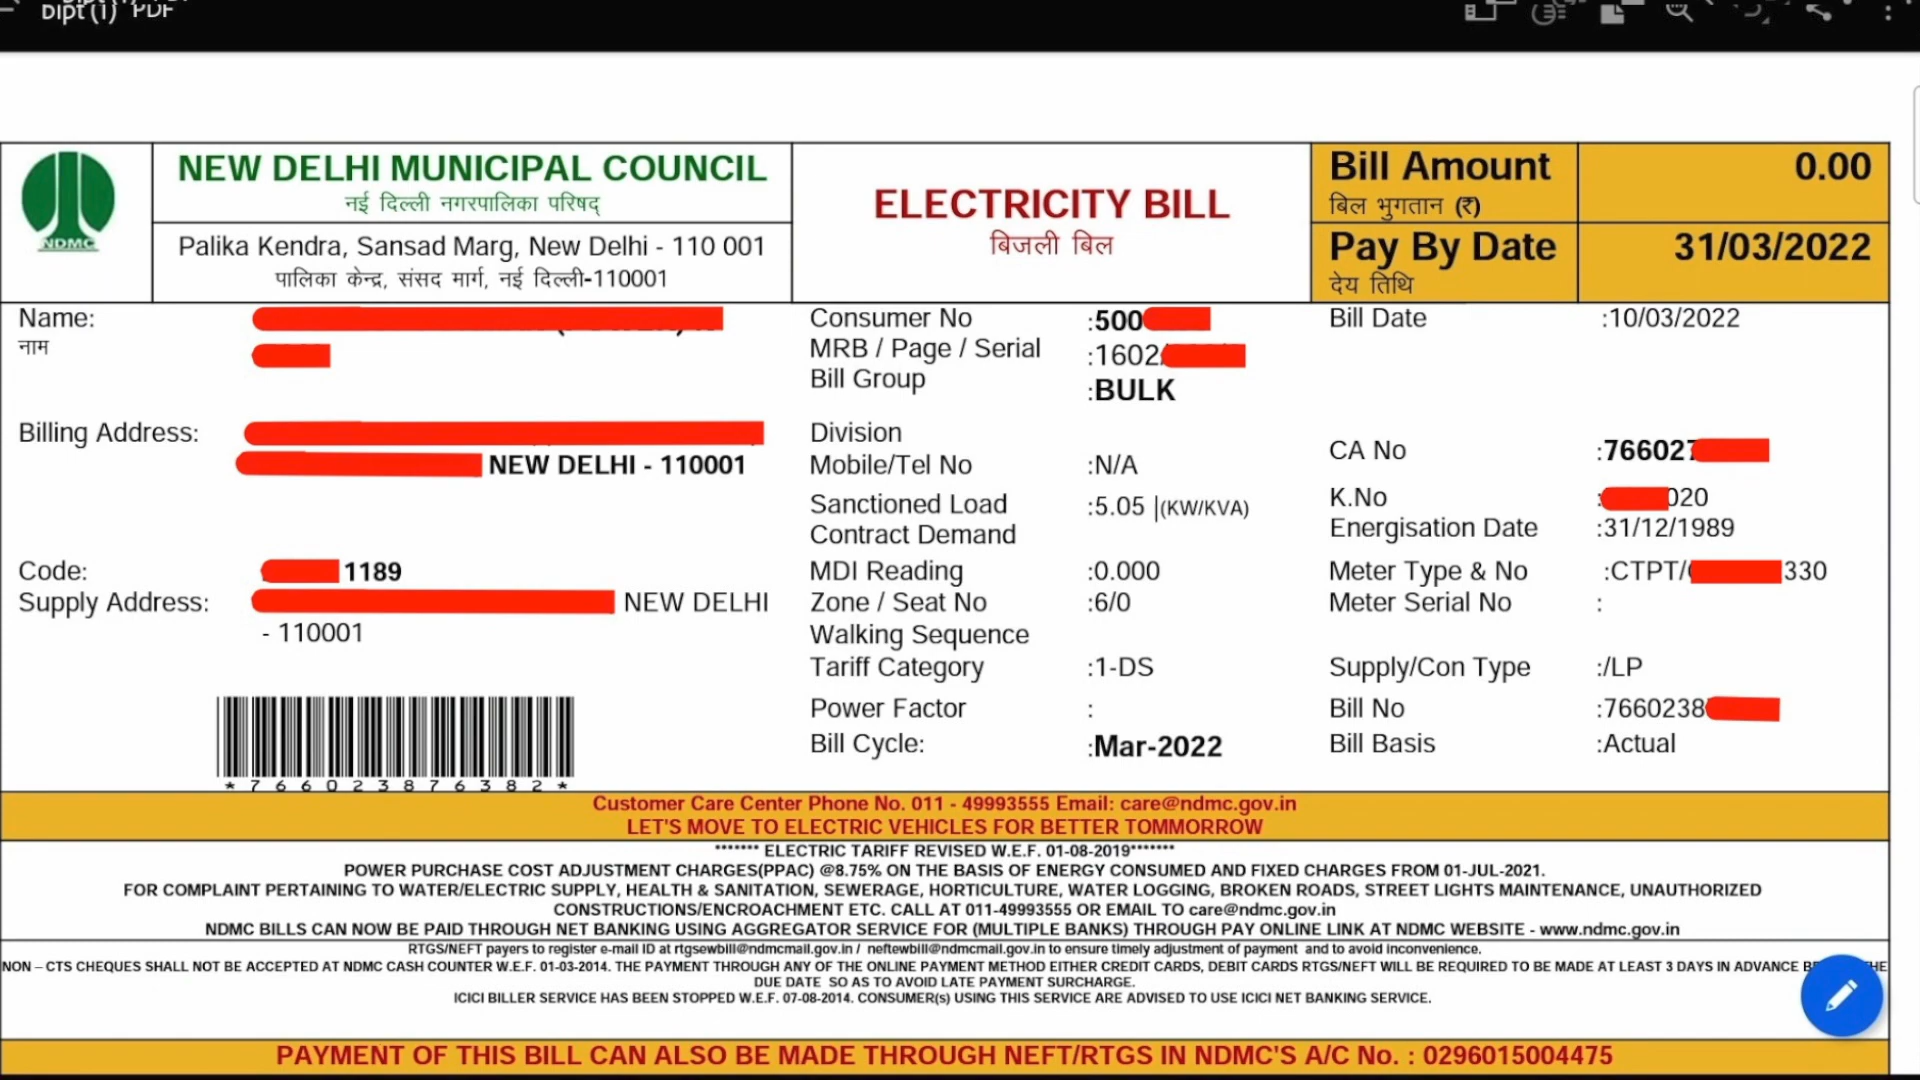 Dipt (1) PDF
NEW DELHI MUNICIPAL COUNCIL
नई दिल्ली नगरपालिका परिषद्
Palika Kendra, Sansad Marg, New Delhi - 110 001
पालिका केन्द्र, संसद मार्ग, नई दिल्ली-110001
NDMC
ELECTRICITY BILL
बिजली बिल
Bill Amount 0.00
बिल भुगतान (₹)
Pay By Date 31/03/2022
देय तिथि
Name:
नाम
Billing Address:
NEW DELHI - 110001
Code: 1189
Supply Address: NEW DELHI
- 110001
*766023876382*
Consumer No :500
MRB / Page / Serial :1602
Bill Group :BULK
Division
Mobile/Tel No :N/A
Sanctioned Load :5.05 |(KW/KVA)
Contract Demand
MDI Reading :0.000
Zone / Seat No :6/0
Walking Sequence
Tariff Category :1-DS
Power Factor :
Bill Cycle: :Mar-2022
Bill Date :10/03/2022
CA No :766027
K.No : 020
Energisation Date :31/12/1989
Meter Type & No :CTPT/ 330
Meter Serial No :
Supply/Con Type :/LP
Bill No :7660238
Bill Basis :Actual
Customer Care Center Phone No. 011 - 49993555 Email: care@ndmc.gov.in
LET'S MOVE TO ELECTRIC VEHICLES FOR BETTER TOMMORROW
******* ELECTRIC TARIFF REVISED W.E.F. 01-08-2019*******
POWER PURCHASE COST ADJUSTMENT CHARGES(PPAC) @8.75% ON THE BASIS OF ENERGY CONSUMED AND FIXED CHARGES FROM 01-JUL-2021.
FOR COMPLAINT PERTAINING TO WATER/ELECTRIC SUPPLY, HEALTH & SANITATION, SEWERAGE, HORTICULTURE, WATER LOGGING, BROKEN ROADS, STREET LIGHTS MAINTENANCE, UNAUTHORIZED
CONSTRUCTIONS/ENCROACHMENT ETC. CALL AT 011-49993555 OR EMAIL TO care@ndmc.gov.in
NDMC BILLS CAN NOW BE PAID THROUGH NET BANKING USING AGGREGATOR SERVICE FOR (MULTIPLE BANKS) THROUGH PAY ONLINE LINK AT NDMC WEBSITE - www.ndmc.gov.in
RTGS/NEFT payers to register e-mail ID at rtgsewbill@ndmcmail.gov.in / neftewbill@ndmcmail.gov.in to ensure timely adjustment of payment and to avoid inconvenience.
NON – CTS CHEQUES SHALL NOT BE ACCEPTED AT NDMC CASH COUNTER W.E.F. 01-03-2014. THE PAYMENT THROUGH ANY OF THE ONLINE PAYMENT METHOD EITHER CREDIT CARDS, DEBIT CARDS RTGS/NEFT WILL BE REQUIRED TO BE MADE AT LEAST 3 DAYS IN ADVANCE
DUE DATE SO AS TO AVOID LATE PAYMENT SURCHARGE.
ICICI BILLER SERVICE HAS BEEN STOPPED W.E.F. 07-08-2014. CONSUMER(s) USING THIS SERVICE ARE ADVISED TO USE ICICI NET BANKING SERVICE.
PAYMENT OF THIS BILL CAN ALSO BE MADE THROUGH NEFT/RTGS IN NDMC'S A/C No. : 0296015004475